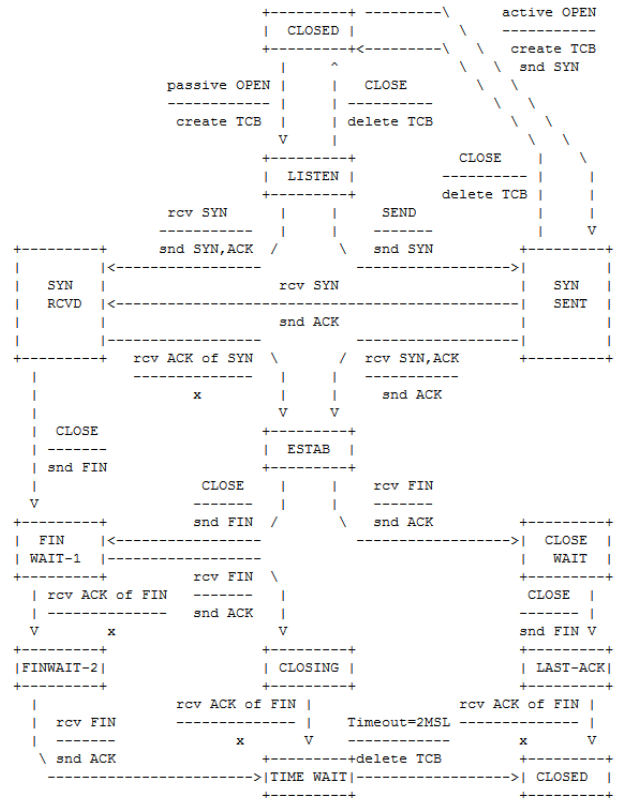 +---------+ ---------\      active OPEN
                              |  CLOSED |            \    -----------
                              +---------+<---------\   \   create TCB
                                |     ^              \   \  snd SYN
                   passive OPEN |     |   CLOSE        \   \
                   ------------ |     | ----------       \   \
                    create TCB  |     | delete TCB         \   \
                                V     |                      \   \
                              +---------+            CLOSE    |    \
                              |  LISTEN |          ---------- |     |
                              +---------+          delete TCB |     |
                   rcv SYN      |     |     SEND              |     |
                  -----------   |     |    -------            |     V
 +---------+      snd SYN,ACK  /       \   snd SYN          +---------+
 |         |<-----------------           ------------------>|         |
 |   SYN   |                    rcv SYN                     |   SYN   |
 |   RCVD  |<-----------------------------------------------|   SENT  |
 |         |                    snd ACK                     |         |
 |         |------------------           -------------------|         |
 +---------+   rcv ACK of SYN  \       /  rcv SYN,ACK       +---------+
   |           --------------   |     |   -----------
   |                  x         |     |     snd ACK
   |                            V     V
   |  CLOSE                   +---------+
   | -------                  |  ESTAB  |
   | snd FIN                  +---------+
   |                   CLOSE    |     |    rcv FIN
   V                  -------   |     |    -------
 +---------+          snd FIN  /       \   snd ACK          +---------+
 |  FIN    |<-----------------           ------------------>|  CLOSE  |
 | WAIT-1  |------------------                              |   WAIT  |
 +---------+          rcv FIN  \                            +---------+
   | rcv ACK of FIN   -------   |                            CLOSE  |
   | --------------   snd ACK   |                           ------- |
   V        x                   V                           snd FIN V
 +---------+                  +---------+                   +---------+
 |FINWAIT-2|                  | CLOSING |                   | LAST-ACK|
 +---------+                  +---------+                   +---------+
   |                rcv ACK of FIN |                 rcv ACK of FIN |
   |  rcv FIN       -------------- |    Timeout=2MSL -------------- |
   |  -------              x       V    ------------        x       V
    \ snd ACK                 +---------+delete TCB         +---------+
     ------------------------>|TIME WAIT|------------------>| CLOSED  |
                              +---------+                   +---------+